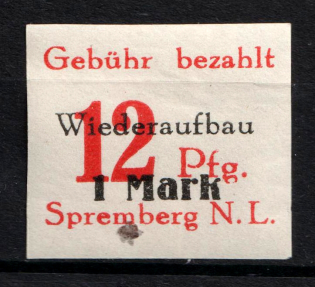 Gebühr bezahlt
Wiederaufbau
12 Pfg.
1 Mark
Spremberg N.L.